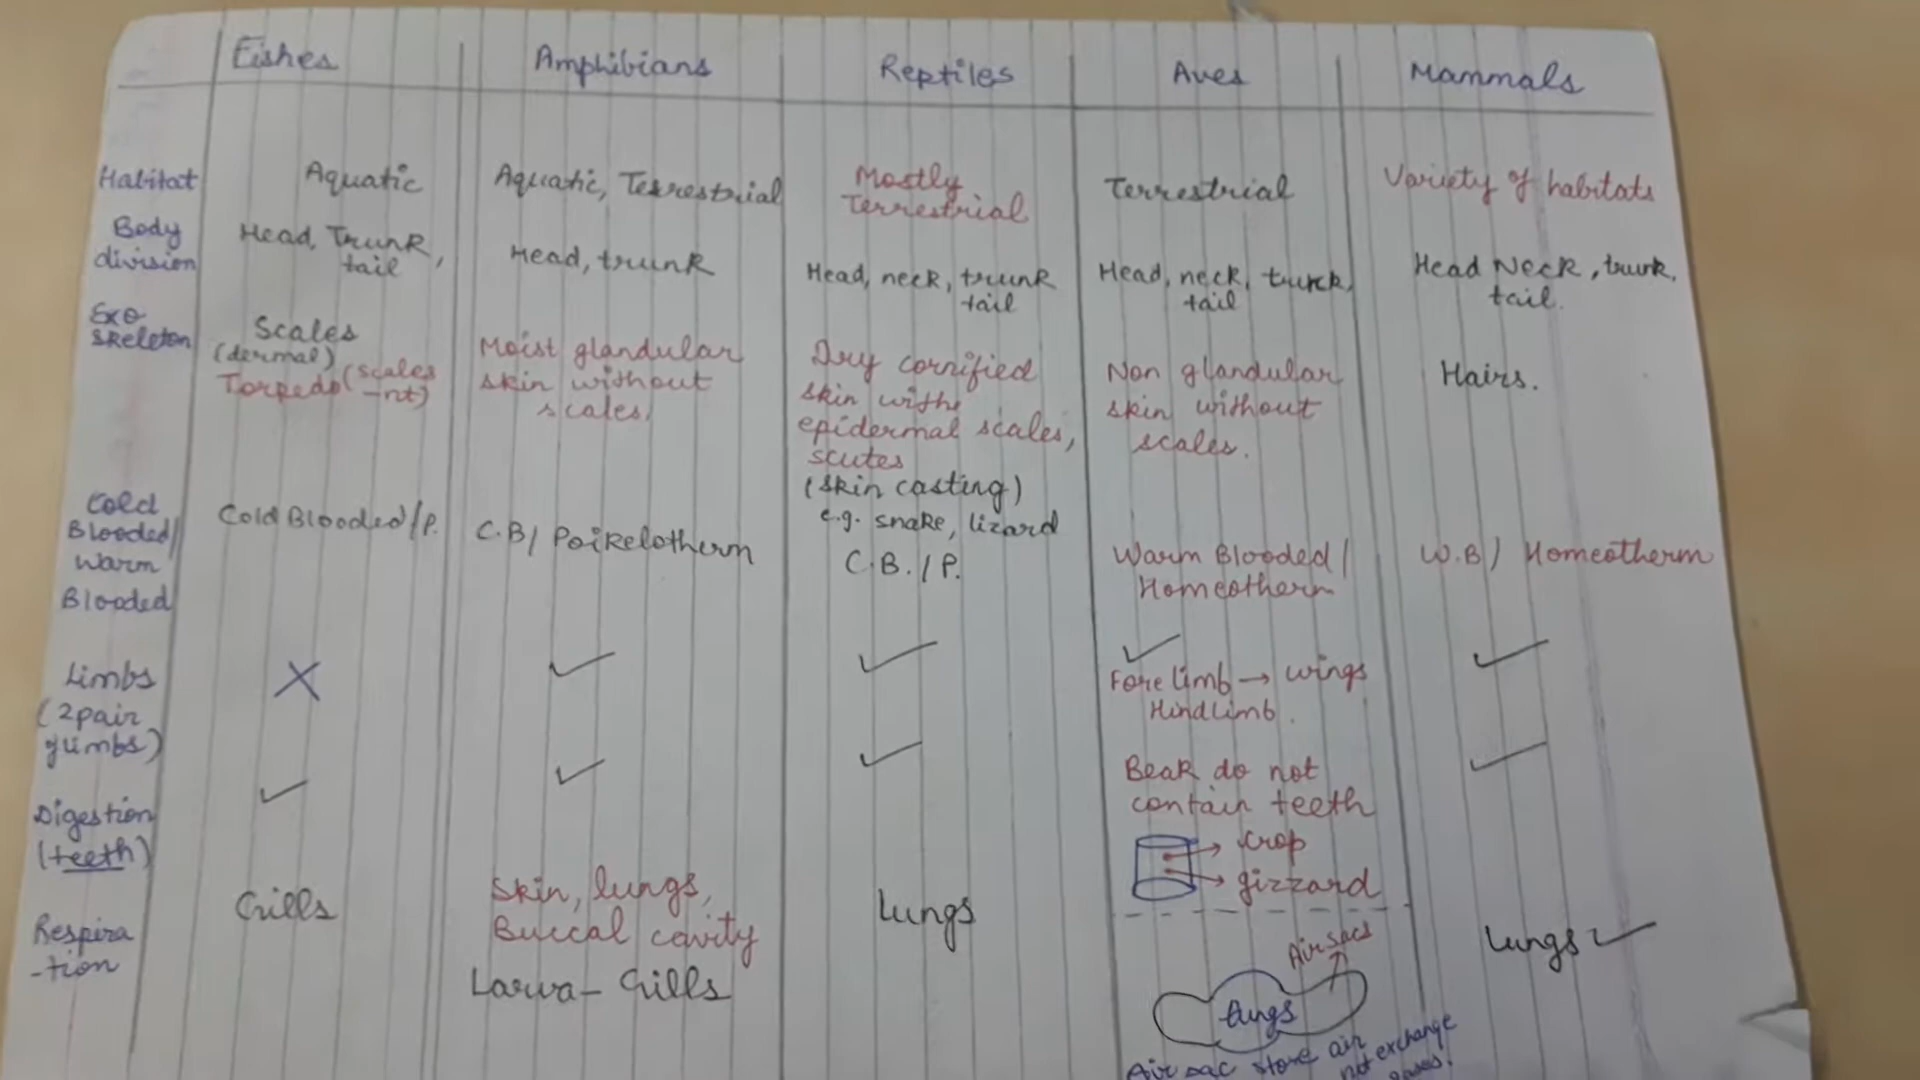 Fishes Amphibians Reptiles Aves Mammals
Habitat Aquatic Aquatic, Terrestrial Mostly Terrestrial Terrestrial Variety of habitats
Body division
Head, Trunk, tail
Head, trunk
Head, neck, trunk tail
Head, neck, turck, tail
Head Neck, trunk, tail.
Exo skeleton
Scales
(dermal)
Torpedo (scales -nt)
Moist glandular
skin without
scales.
Dry cornified
skin withe
epidermal scales,
scutes
(skin casting)
e.g. snake, lizard
Non glandular
skin without
scales.
Hairs.
Cold
Blooded/
Warm
Blooded
Cold Blooded/P.
C.B/ Poikelotherm
C.B./P.
Warm Blooded/
Homeotherm
W.B/ Homeotherm
Limbs
(2pair
of limbs)
X
✓
✓
✓
Fore limb → wings
Hindlimb.
✓
Digestion
(teeth)
✓
✓
✓
Beak do not
contain teeth
→ crop
→ gizzard
✓
Respira
-tion
Gills
Skin, lungs,
Buccal cavity
Larva- Gills
Lungs
Air sacs
lungs
Air sac store air
not exchange
gases.
Lungs ✓